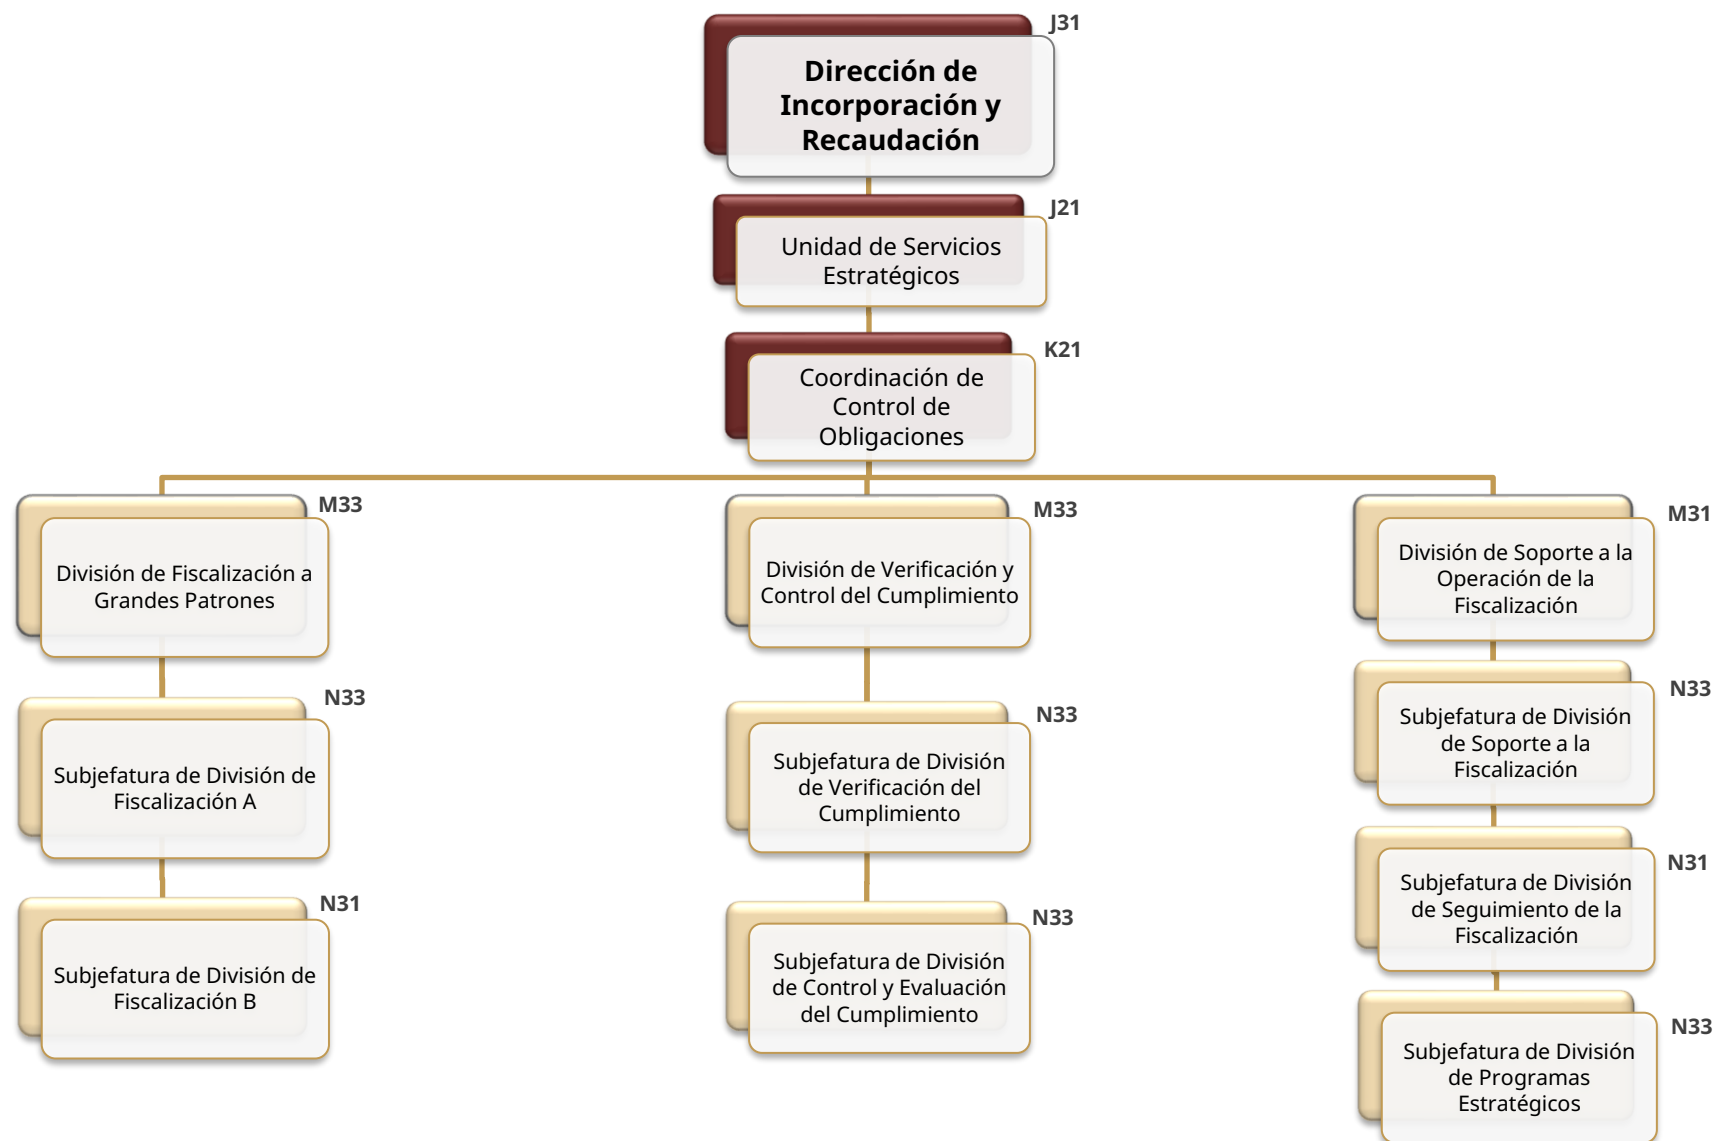 J31
Dirección de
Incorporación y
Recaudación
J21
Unidad de Servicios
Estratégicos
K21
Coordinación de
Control de
Obligaciones
M33
División de Fiscalización a
Grandes Patrones
N33
Subjefatura de División de
Fiscalización A
N31
Subjefatura de División de
Fiscalización B
M33
División de Verificación y
Control del Cumplimiento
N33
Subjefatura de División
de Verificación del
Cumplimiento
N33
Subjefatura de División
de Control y Evaluación
del Cumplimiento
M31
División de Soporte a la
Operación de la
Fiscalización
N33
Subjefatura de División
de Soporte a la
Fiscalización
N31
Subjefatura de División
de Seguimiento de la
Fiscalización
N33
Subjefatura de División
de Programas
Estratégicos